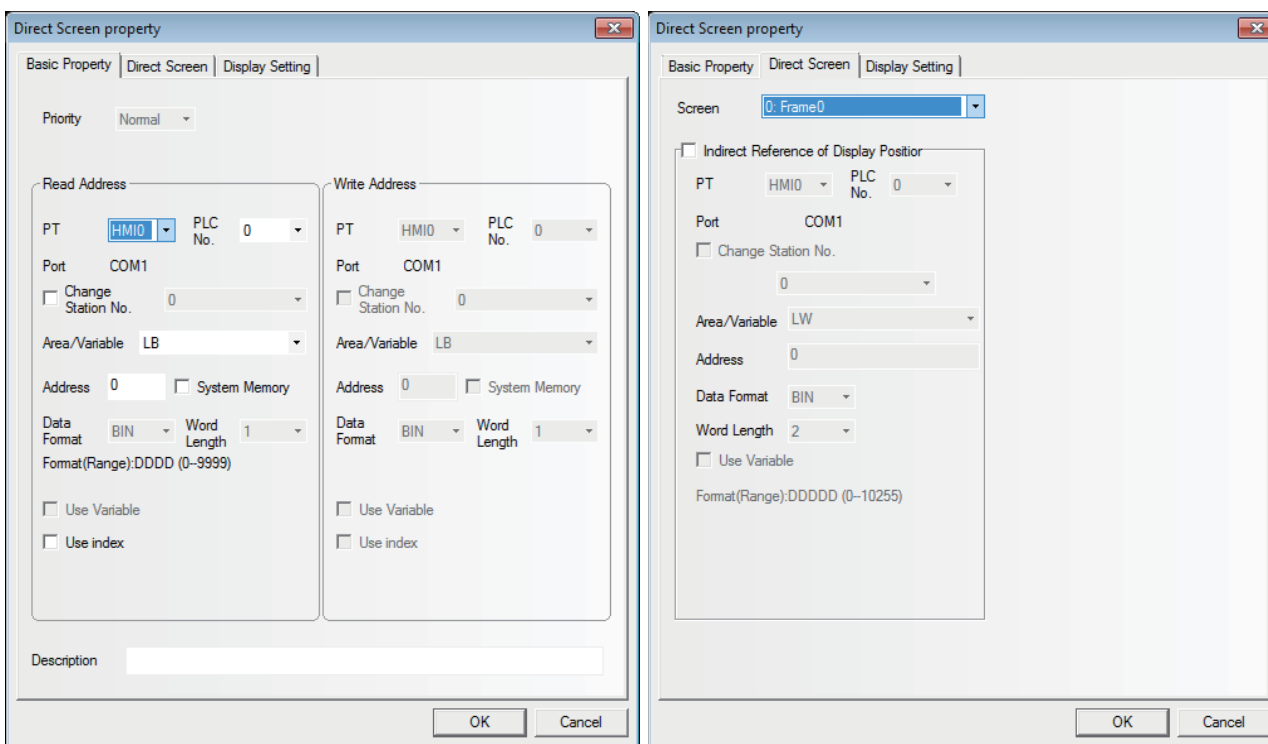 Direct Screen property
Basic Property Direct Screen Display Setting
Priority Normal
Read Address
PT HMI0 PLC No. 0
Port COM1
Change Station No. 0
Area/Variable LB
Address 0 System Memory
Data Format BIN Word Length 1
Format(Range):DDDD (0--9999)
Use Variable
Use index
Write Address
PT HMI0 PLC No. 0
Port COM1
Change Station No. 0
Area/Variable LB
Address 0 System Memory
Data Format BIN Word Length 1
Use Variable
Use index
Description
OK Cancel
Direct Screen property
Basic Property Direct Screen Display Setting
Screen 0: Frame0
Indirect Reference of Display Position
PT HMI0 PLC No. 0
Port COM1
Change Station No.
0
Area/Variable LW
Address 0
Data Format BIN
Word Length 2
Use Variable
Format(Range):DDDDD (0--10255)
OK Cancel